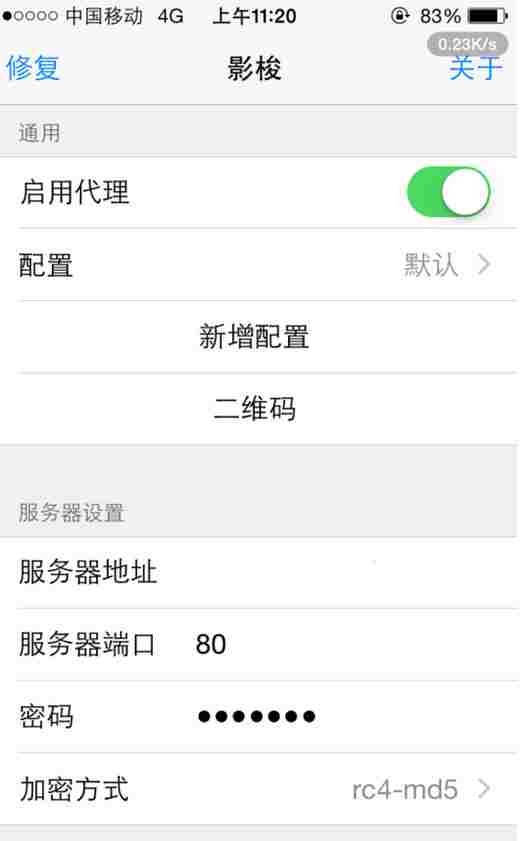 中国移动 4G 上午11:20 83%
0.23K/s
修复 影梭 关于
通用
启用代理
配置 默认
新增配置
二维码
服务器设置
服务器地址
服务器端口 80
密码 •••••••
加密方式 rc4-md5